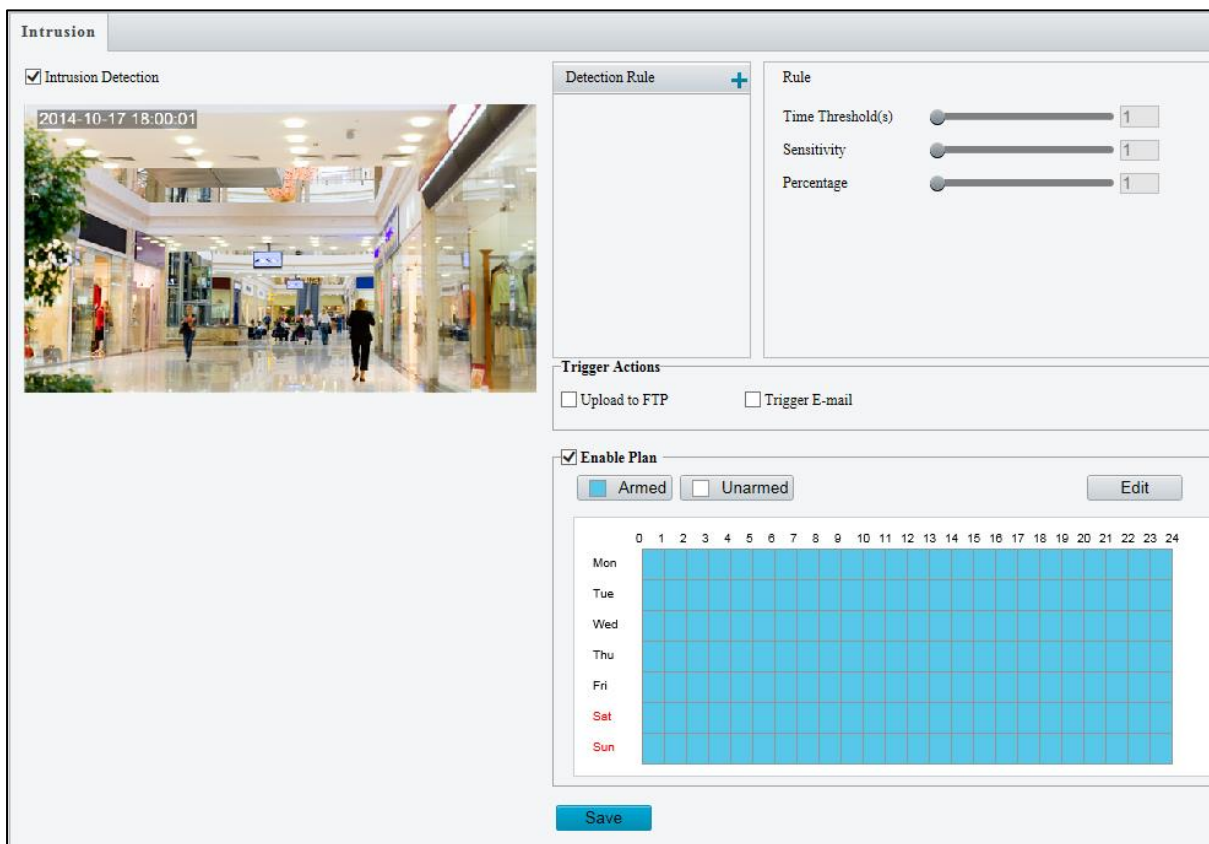 Intrusion
Intrusion Detection
2014-10-17 18:00:01
Detection Rule +
Rule
Time Threshold(s) 1
Sensitivity 1
Percentage 1
Trigger Actions
Upload to FTP Trigger E-mail
Enable Plan
Armed Unarmed Edit
0 1 2 3 4 5 6 7 8 9 10 11 12 13 14 15 16 17 18 19 20 21 22 23 24
Mon
Tue
Wed
Thu
Fri
Sat
Sun
Save